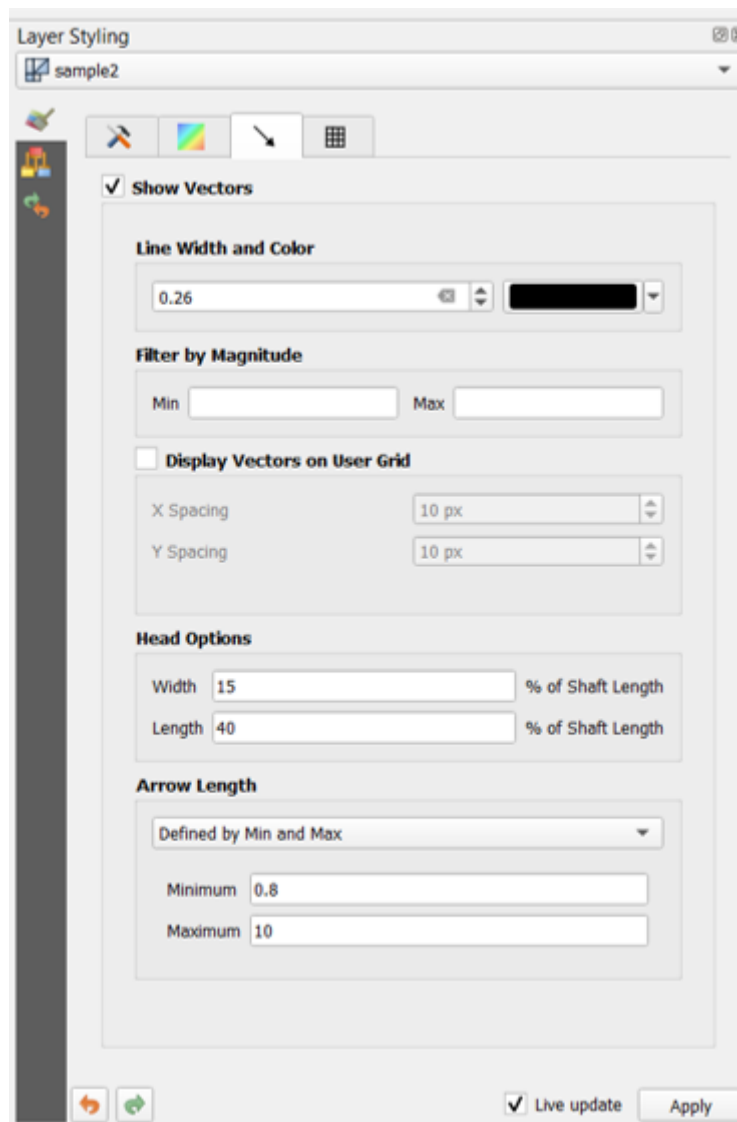 Layer Styling
sample2
Show Vectors
Line Width and Color
0.26
Filter by Magnitude
Min Max
Display Vectors on User Grid
X Spacing 10 px
Y Spacing 10 px
Head Options
Width 15 % of Shaft Length
Length 40 % of Shaft Length
Arrow Length
Defined by Min and Max
Minimum 0.8
Maximum 10
Live update Apply